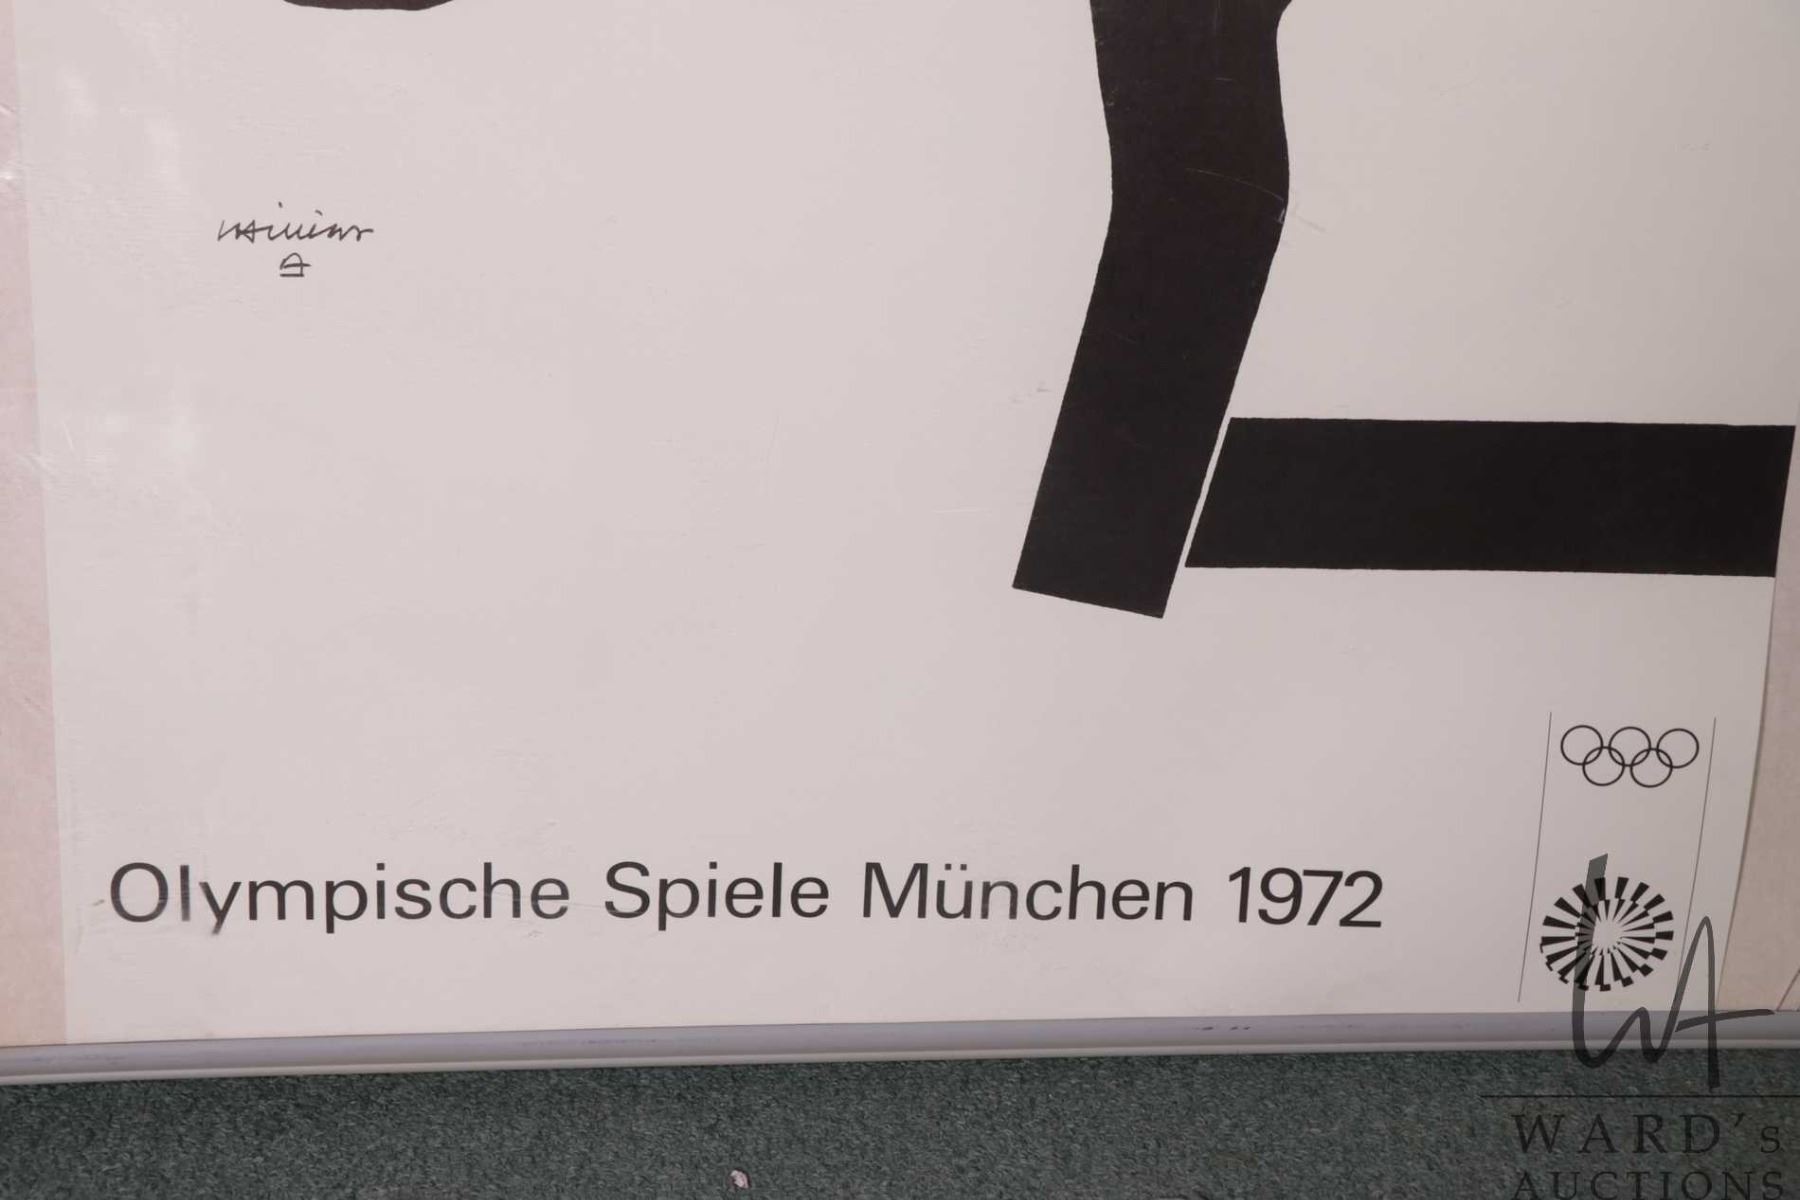 Olympische Spiele München 1972
WARD's
AUCTIONS